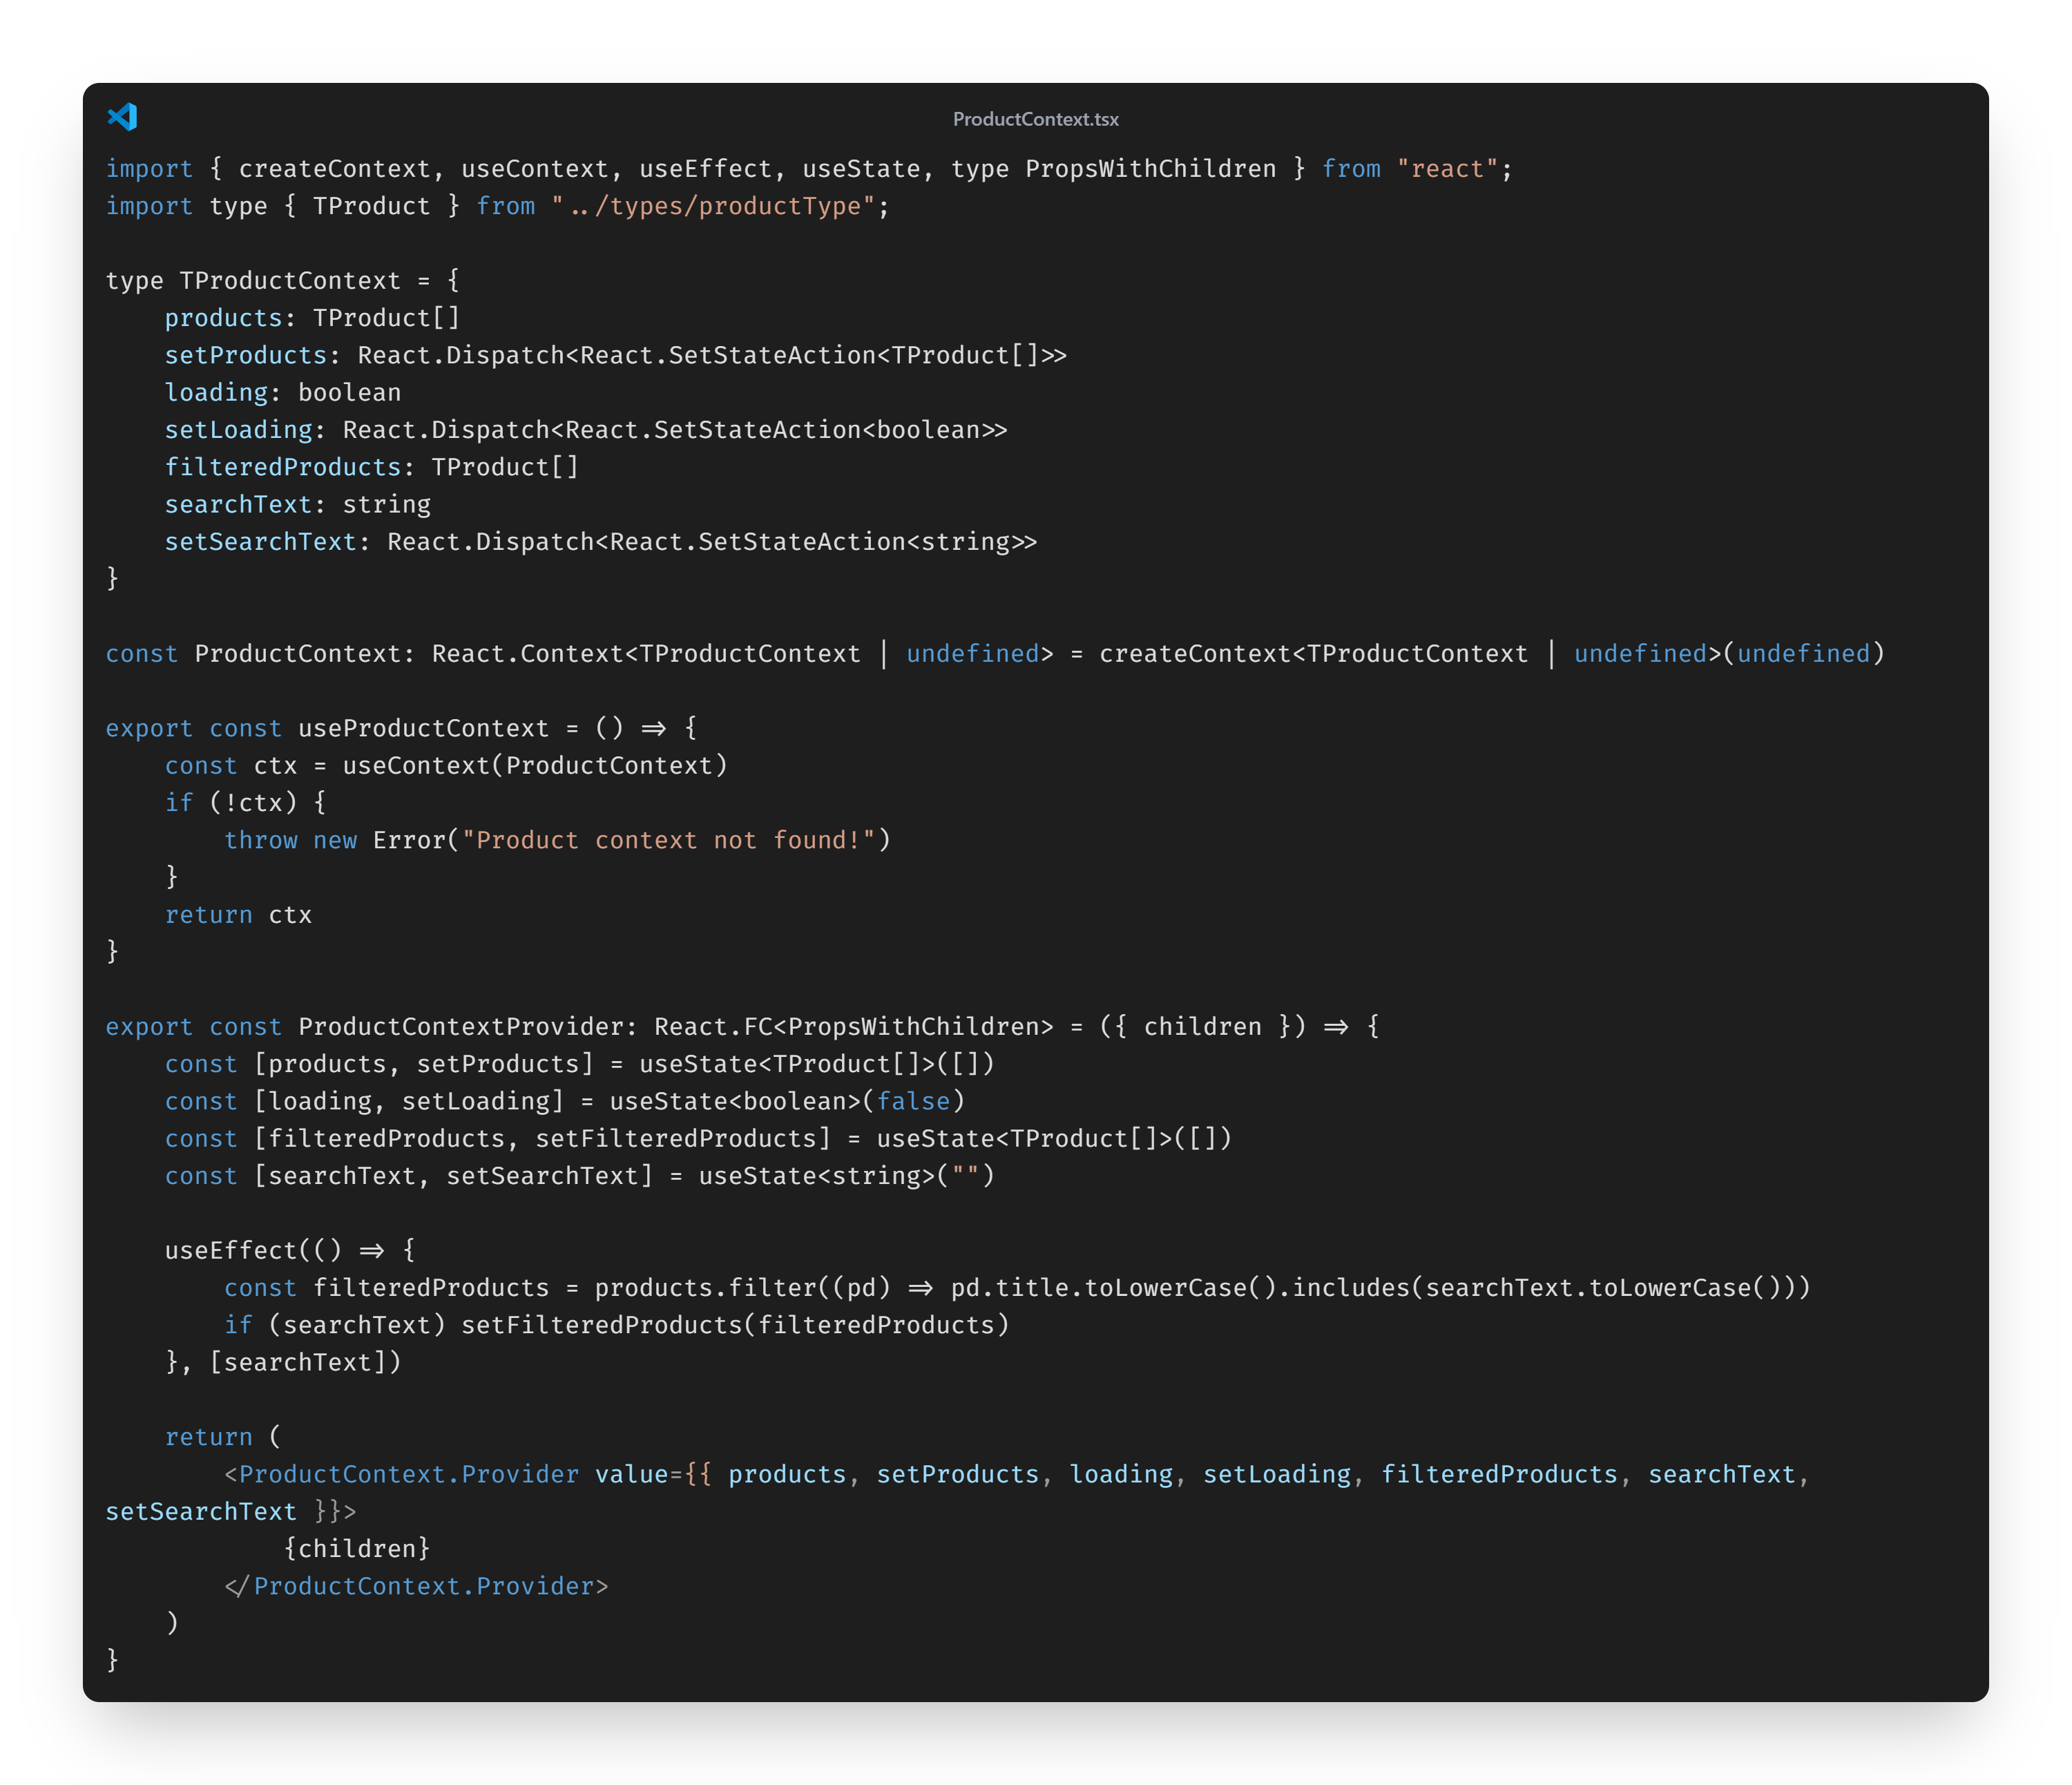 ProductContext.tsx
import { createContext, useContext, useEffect, useState, type PropsWithChildren } from "react";
import type { TProduct } from "../types/productType";

type TProductContext = {
    products: TProduct[]
    setProducts: React.Dispatch<React.SetStateAction<TProduct[]>>
    loading: boolean
    setLoading: React.Dispatch<React.SetStateAction<boolean>>
    filteredProducts: TProduct[]
    searchText: string
    setSearchText: React.Dispatch<React.SetStateAction<string>>
}

const ProductContext: React.Context<TProductContext | undefined> = createContext<TProductContext | undefined>(undefined)

export const useProductContext = () => {
    const ctx = useContext(ProductContext)
    if (!ctx) {
        throw new Error("Product context not found!")
    }
    return ctx
}

export const ProductContextProvider: React.FC<PropsWithChildren> = ({ children }) => {
    const [products, setProducts] = useState<TProduct[]>([])
    const [loading, setLoading] = useState<boolean>(false)
    const [filteredProducts, setFilteredProducts] = useState<TProduct[]>([])
    const [searchText, setSearchText] = useState<string>("")

    useEffect(() => {
        const filteredProducts = products.filter((pd) => pd.title.toLowerCase().includes(searchText.toLowerCase()))
        if (searchText) setFilteredProducts(filteredProducts)
    }, [searchText])

    return (
        <ProductContext.Provider value={{ products, setProducts, loading, setLoading, filteredProducts, searchText,
setSearchText }}>
            {children}
        </ProductContext.Provider>
    )
}